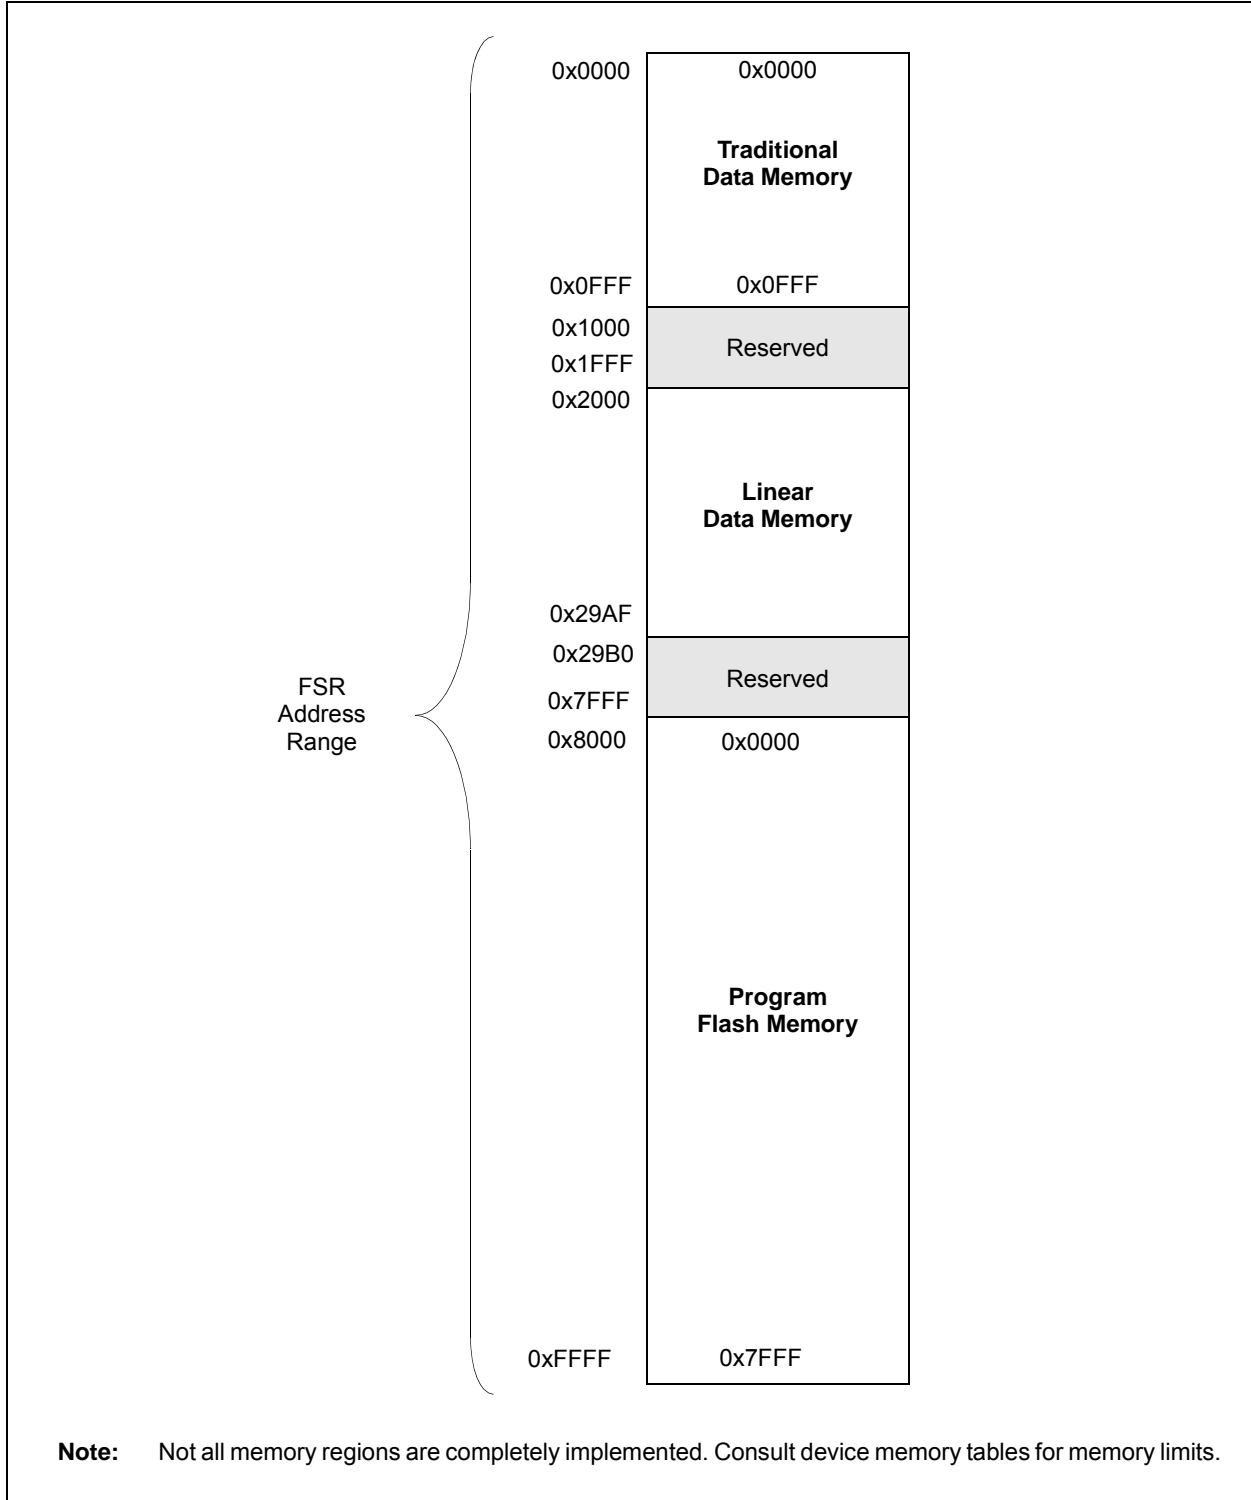 0x0000 0x0000
Traditional
Data Memory
0x0FFF 0x0FFF
0x1000
Reserved
0x1FFF
0x2000
Linear
Data Memory
0x29AF
0x29B0
Reserved
0x7FFF
FSR
Address
Range
0x8000 0x0000
Program
Flash Memory
0xFFFF 0x7FFF
Note: Not all memory regions are completely implemented. Consult device memory tables for memory limits.